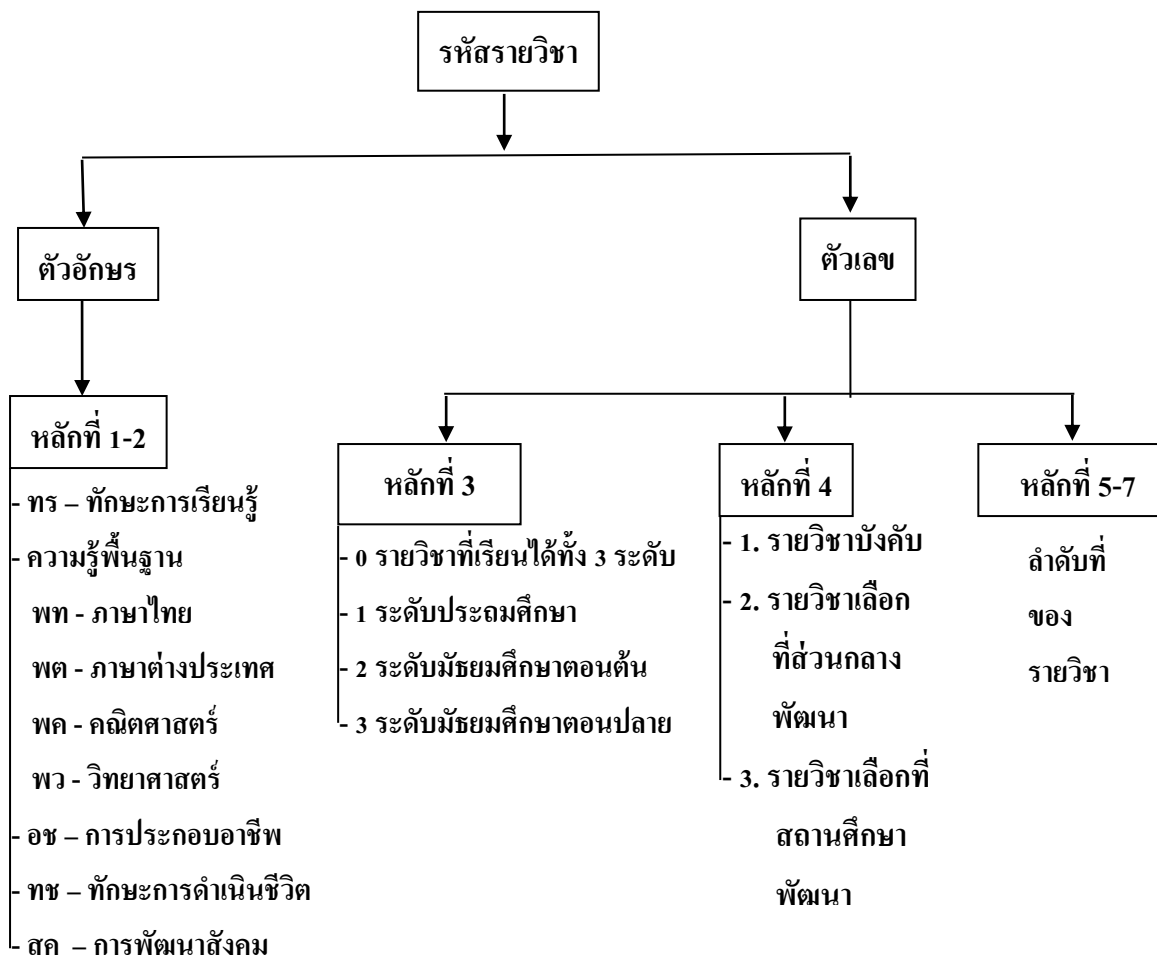 รหัสรายวิชา
ตัวอักษร
ตัวเลข
หลักที่ 1-2
- ทร – ทักษะการเรียนรู้
- ความรู้พื้นฐาน
พท - ภาษาไทย
พต - ภาษาต่างประเทศ
พค - คณิตศาสตร์
พว - วิทยาศาสตร์
- อช – การประกอบอาชีพ
- ทช – ทักษะการดำเนินชีวิต
- สค – การพัฒนาสังคม
หลักที่ 3
- 0 รายวิชาที่เรียนได้ทั้ง 3 ระดับ
- 1 ระดับประถมศึกษา
- 2 ระดับมัธยมศึกษาตอนต้น
- 3 ระดับมัธยมศึกษาตอนปลาย
หลักที่ 4
- 1. รายวิชาบังคับ
- 2. รายวิชาเลือก
ที่ส่วนกลาง
พัฒนา
- 3. รายวิชาเลือกที่
สถานศึกษา
พัฒนา
หลักที่ 5-7
ลำดับที่
ของ
รายวิชา